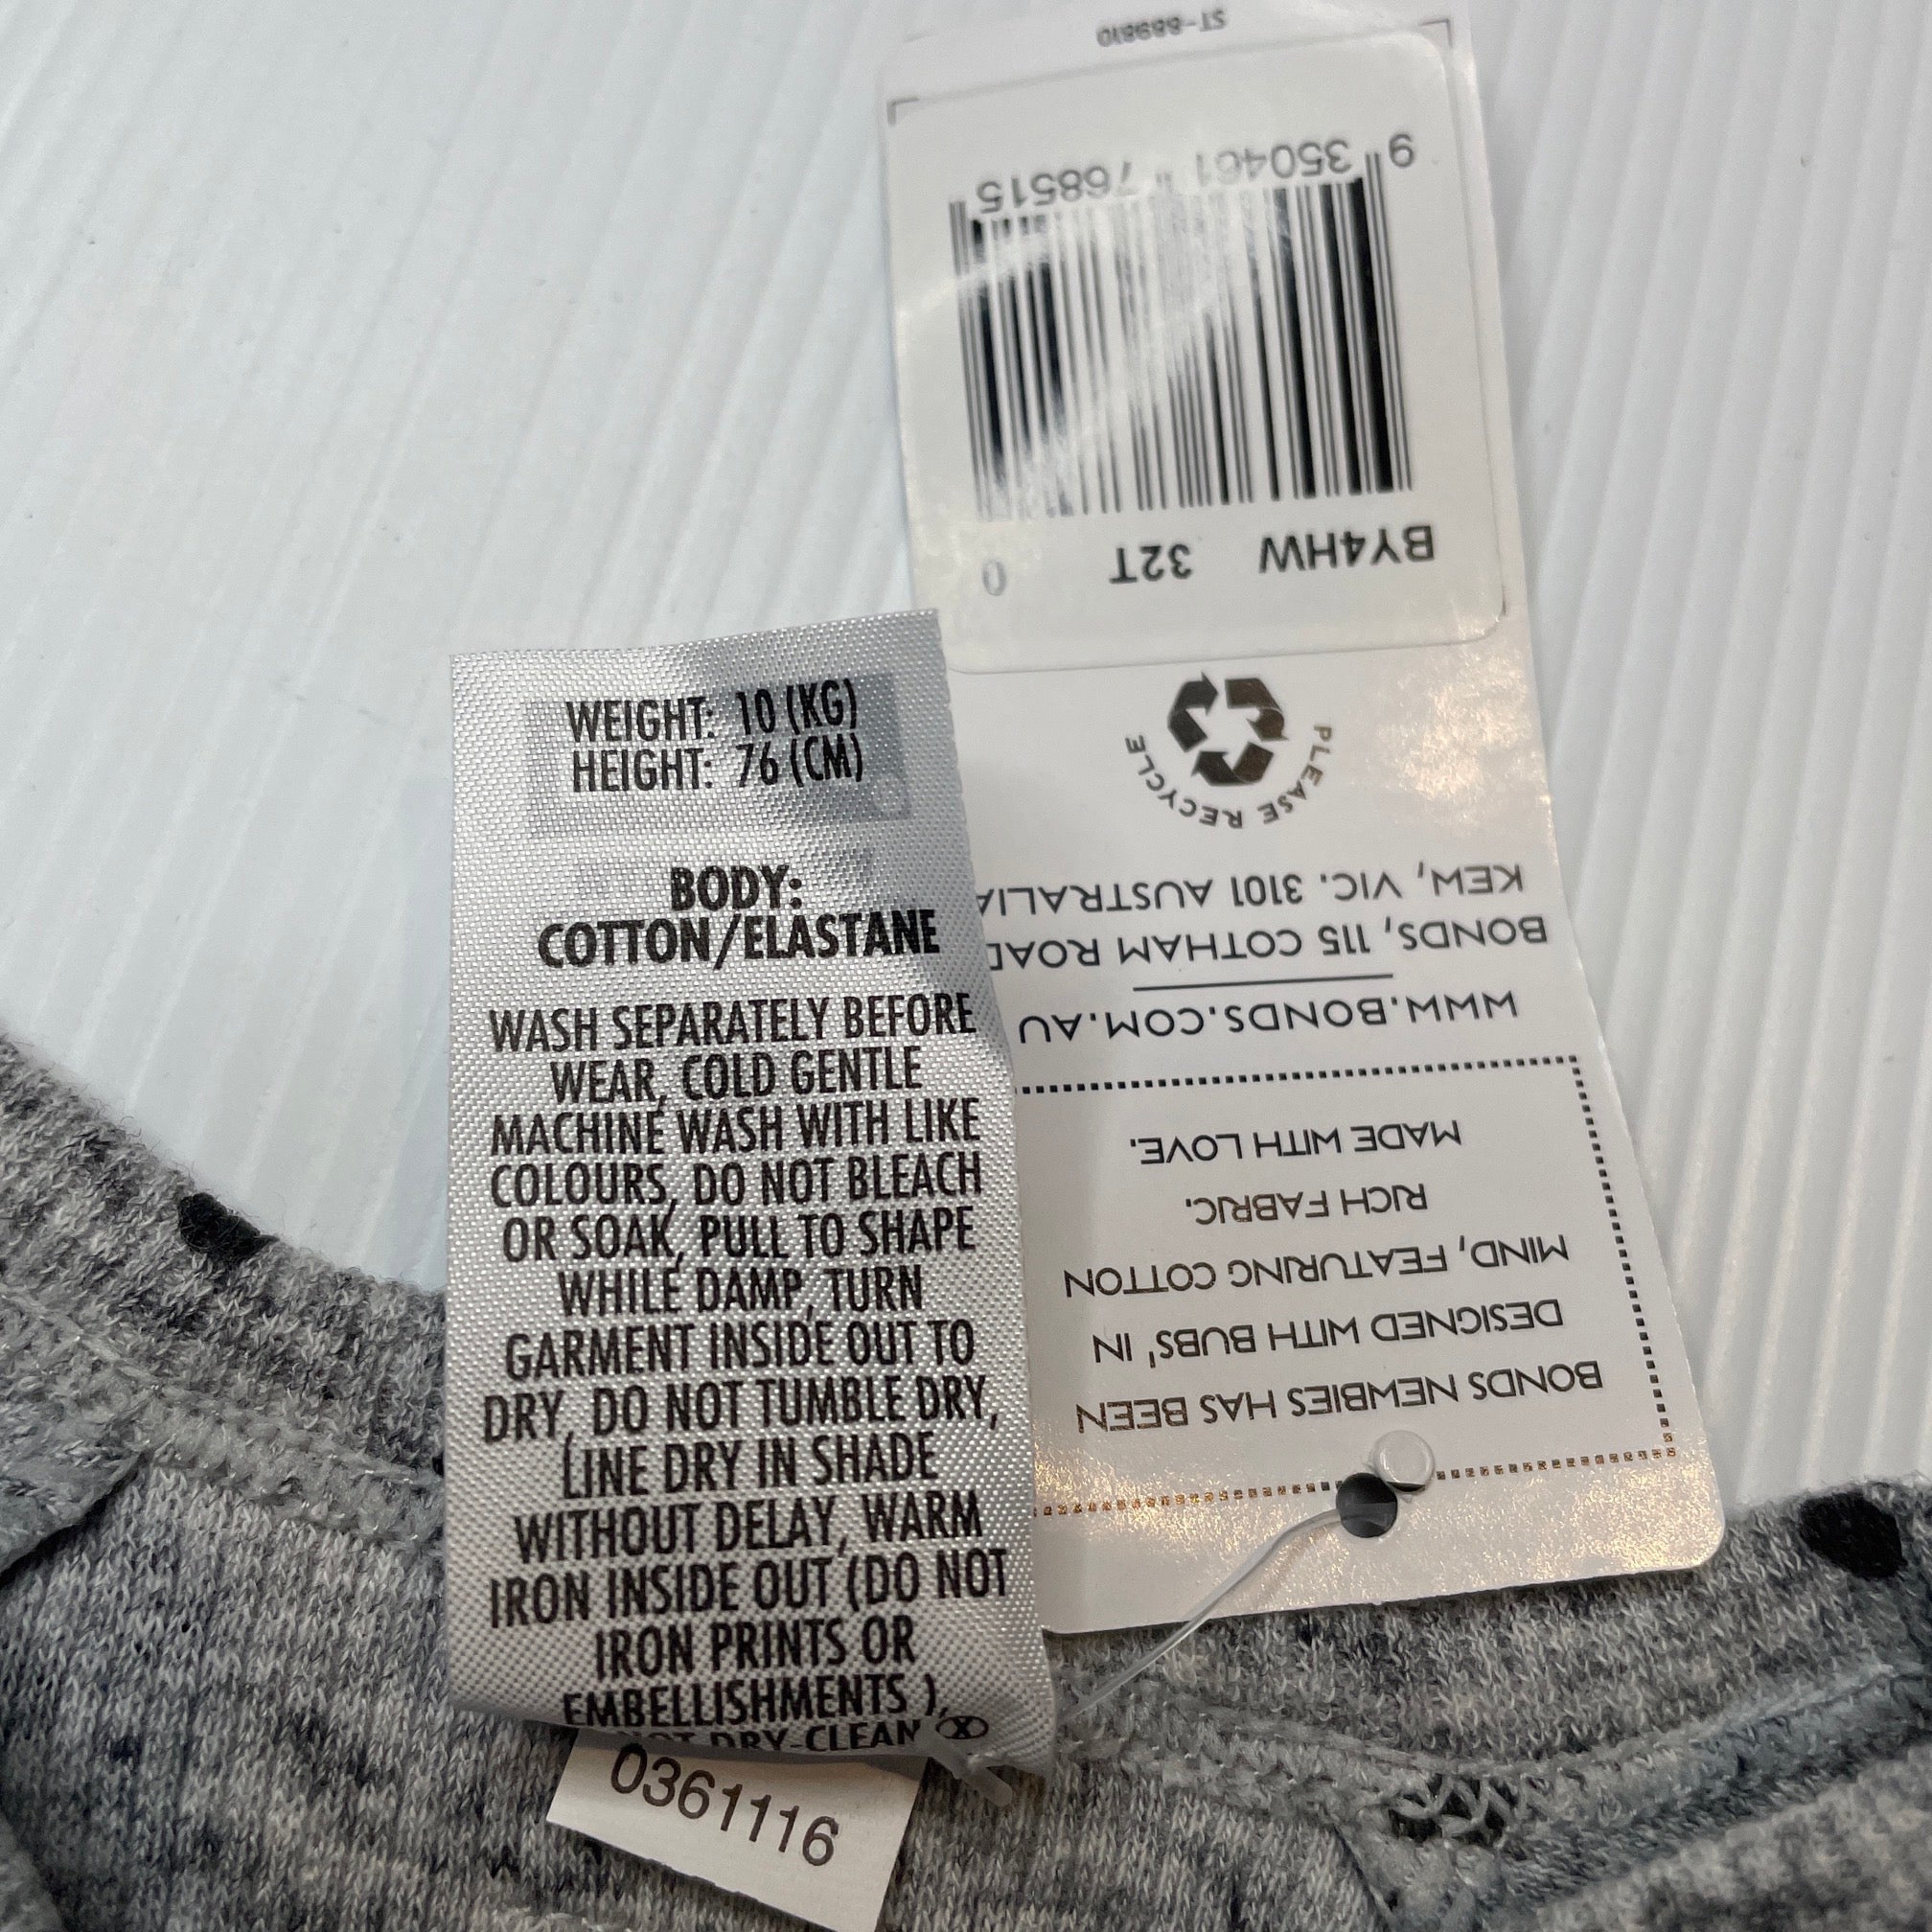 WEIGHT: 10 (KG)
HEIGHT: 76 (CM)
BODY:
COTTON/ELASTANE
WASH SEPARATELY BEFORE
WEAR, COLD GENTLE
MACHINE WASH WITH LIKE
COLOURS, DO NOT BLEACH
OR SOAK, PULL TO SHAPE
WHILE DAMP, TURN
GARMENT INSIDE OUT TO
DRY, DO NOT TUMBLE DRY,
LINE DRY IN SHADE
WITHOUT DELAY, WARM
IRON INSIDE OUT (DO NOT
IRON PRINTS OR
EMBELLISHMENTS ),
NOT DRY-CLEAN
0361116
BONDS NEWBIES HAS BEEN
DESIGNED WITH BUBS' IN
MIND, FEATURING COTTON
RICH FABRIC.
MADE WITH LOVE.
WWW.BONDS.COM.AU
BONDS, 115 COTHAM ROAD
KEW, VIC. 3101 AUSTRALIA
PLEASE RECYCLE
BY4HW 32T 0
9 350461 768515
ST-889810